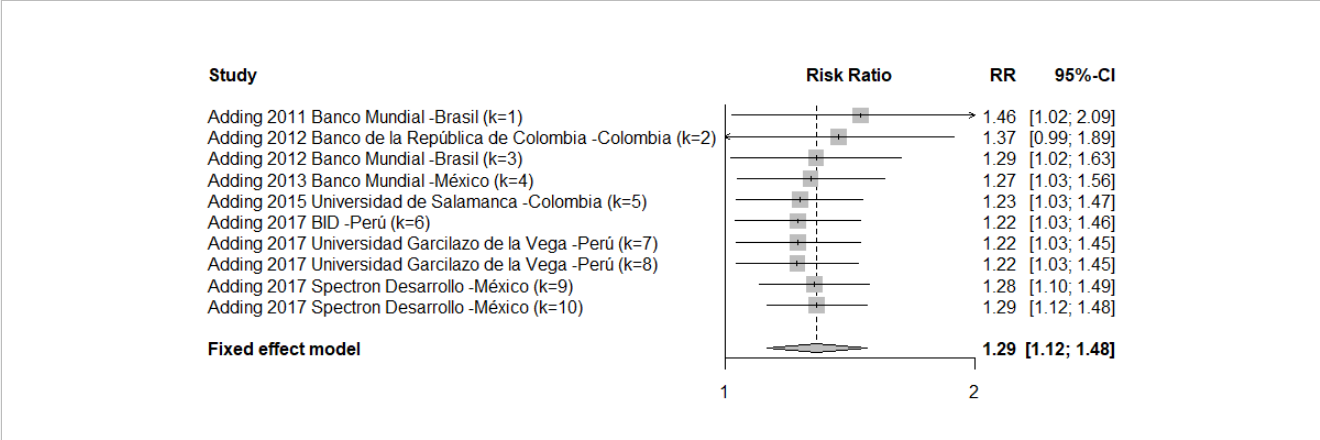 Study Risk Ratio RR 95%-CI
Adding 2011 Banco Mundial -Brasil (k=1) 1.46 [1.02; 2.09]
Adding 2012 Banco de la República de Colombia -Colombia (k=2) 1.37 [0.99; 1.89]
Adding 2012 Banco Mundial -Brasil (k=3) 1.29 [1.02; 1.63]
Adding 2013 Banco Mundial -México (k=4) 1.27 [1.03; 1.56]
Adding 2015 Universidad de Salamanca -Colombia (k=5) 1.23 [1.03; 1.47]
Adding 2017 BID -Perú (k=6) 1.22 [1.03; 1.46]
Adding 2017 Universidad Garcilazo de la Vega -Perú (k=7) 1.22 [1.03; 1.45]
Adding 2017 Universidad Garcilazo de la Vega -Perú (k=8) 1.22 [1.03; 1.45]
Adding 2017 Spectron Desarrollo -México (k=9) 1.28 [1.10; 1.49]
Adding 2017 Spectron Desarrollo -México (k=10) 1.29 [1.12; 1.48]
Fixed effect model 1.29 [1.12; 1.48]
1 2